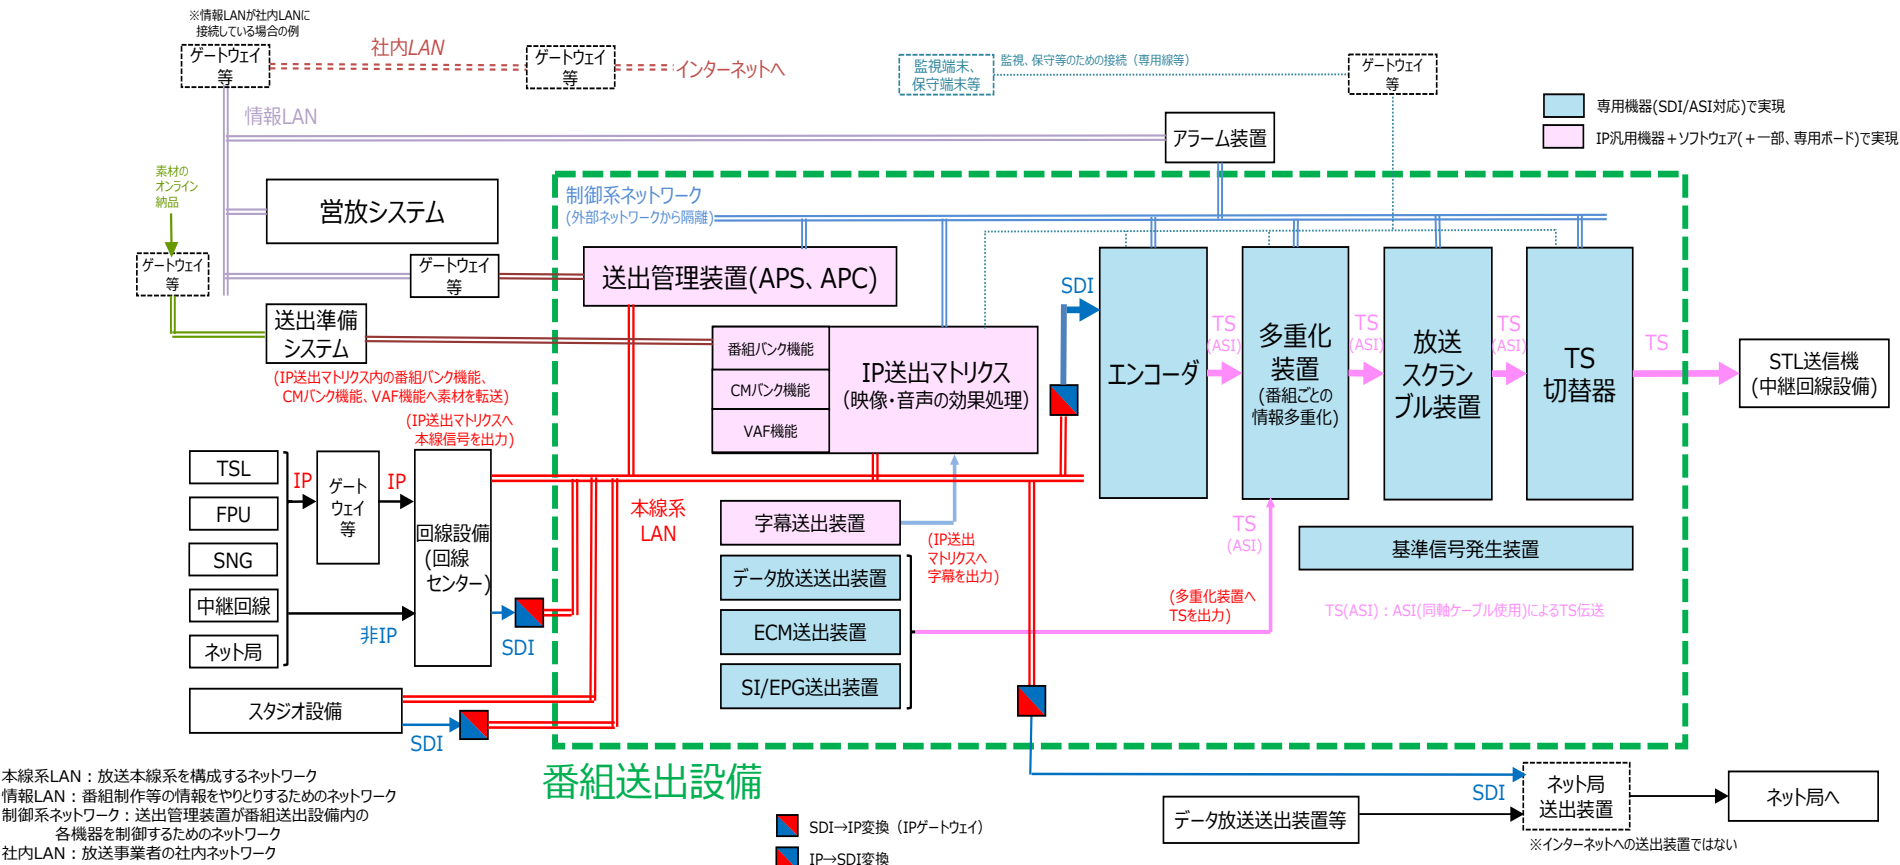 ※情報LANが社内LANに
接続している場合の例
ゲートウェイ
等
社内LAN
ゲートウェイ
等
インターネットへ
監視端末、
保守端末等
監視、保守等のための接続（専用線等）
ゲートウェイ
等
専用機器(SDI/ASI対応)で実現
IP汎用機器＋ソフトウェア(＋一部、専用ボード)で実現
情報LAN
アラーム装置
素材の
オンライン
納品
営放システム
制御系ネットワーク
(外部ネットワークから隔離)
ゲートウェイ
等
ゲートウェイ
等
送出管理装置(APS、APC)
SDI
送出準備
システム
番組バンク機能
CMバンク機能
VAF機能
IP送出マトリクス
(映像・音声の効果処理)
エンコーダ
TS
(ASI)
多重化
装置
(番組ごとの
情報多重化)
TS
(ASI)
放送
スクラン
ブル装置
TS
(ASI)
TS
切替器
TS
STL送信機
(中継回線設備)
(IP送出マトリクス内の番組バンク機能、
CMバンク機能、VAF機能へ素材を転送)
(IP送出マトリクスへ
本線信号を出力)
TSL
FPU
SNG
中継回線
ネット局
IP
ゲート
ウェイ
等
IP
非IP
回線設備
(回線
センター)
SDI
本線系
LAN
字幕送出装置
データ放送送出装置
ECM送出装置
SI/EPG送出装置
(IP送出
マトリクスへ
字幕を出力)
TS
(ASI)
(多重化装置へ
TSを出力)
基準信号発生装置
TS(ASI)：ASI(同軸ケーブル使用)によるTS伝送
スタジオ設備
SDI
番組送出設備
本線系LAN：放送本線系を構成するネットワーク
情報LAN：番組制作等の情報をやりとりするためのネットワーク
制御系ネットワーク：送出管理装置が番組送出設備内の
各機器を制御するためのネットワーク
社内LAN：放送事業者の社内ネットワーク
SDI→IP変換（IPゲートウェイ）
IP→SDI変換
SDI
データ放送送出装置等
ネット局
送出装置
ネット局へ
※インターネットへの送出装置ではない